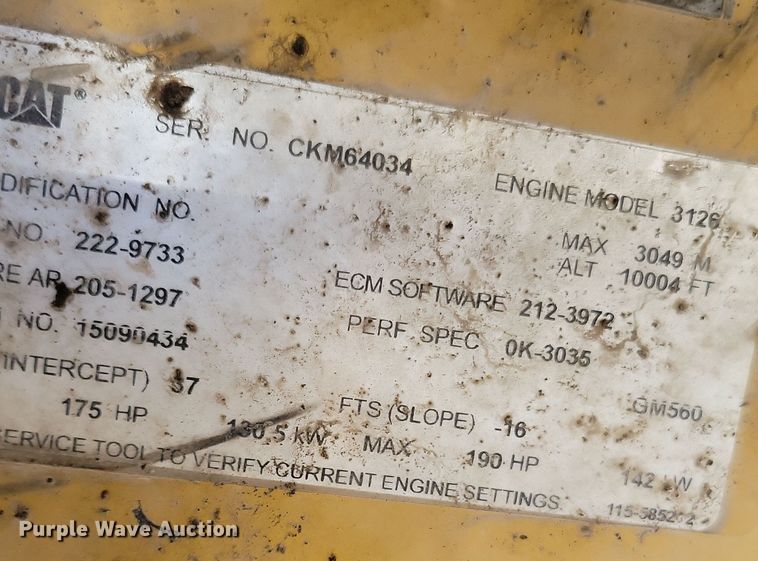 CAT®
SER. NO. CKM64034
ENGINE MODEL 3126
DIFICATION NO.
NO. 222-9733
MAX 3049 M
ALT 10004 FT
RE AR 205-1297
ECM SOFTWARE 212-3972
NO. 15090434
PERF SPEC 0K-3035
INTERCEPT) 37
FTS (SLOPE) -16
GM560
175 HP 130.5 kW MAX 190 HP 142 kW
SERVICE TOOL TO VERIFY CURRENT ENGINE SETTINGS.
Purple Wave Auction